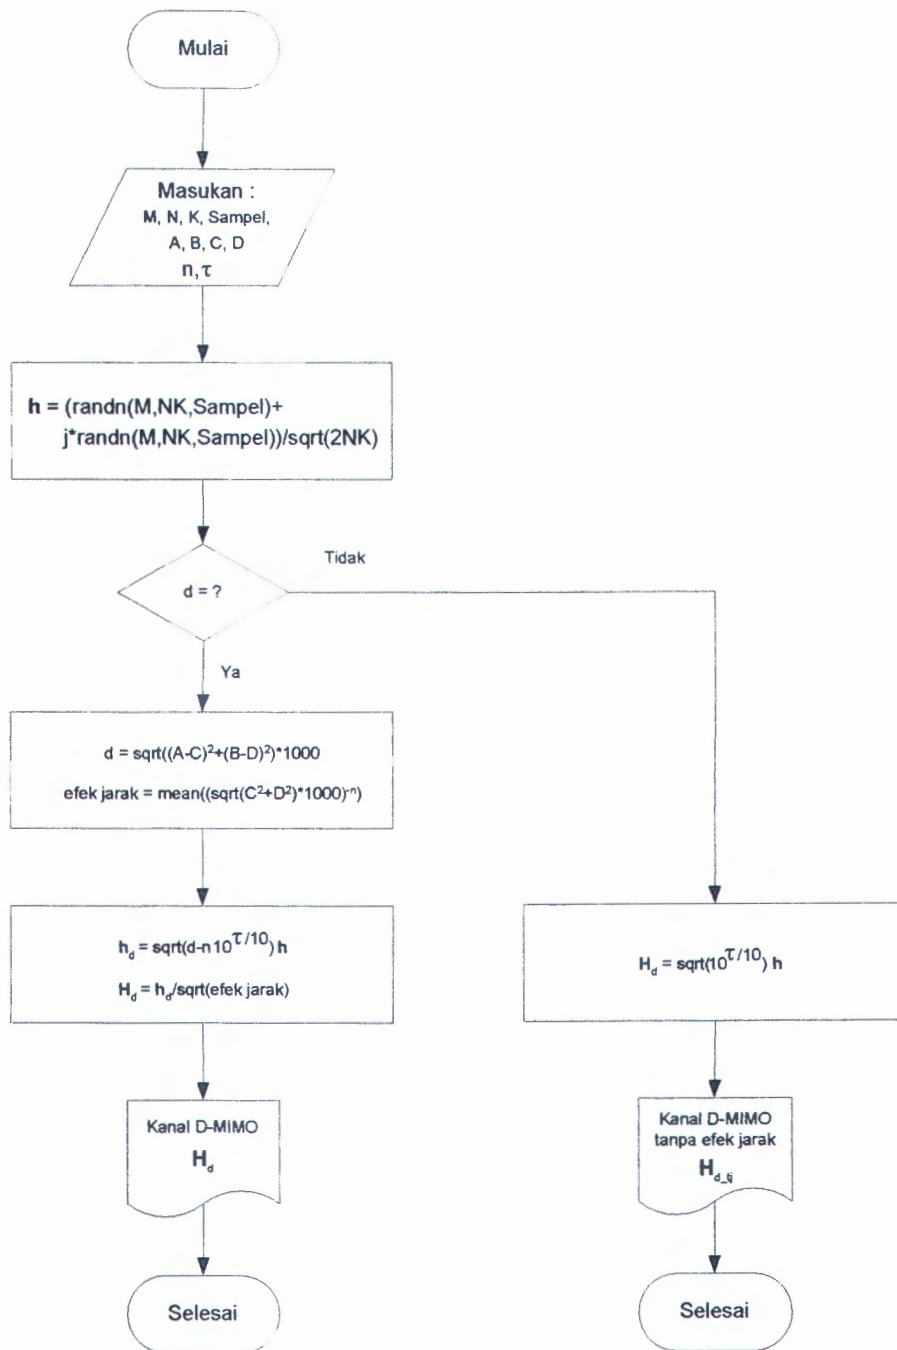 Mulai
Masukan :
M, N, K, Sampel,
A, B, C, D
n,τ
h = (randn(M,NK,Sampel)+
j*randn(M,NK,Sampel))/sqrt(2NK)
d = ?
Tidak
Ya
d = sqrt((A-C)²+(B-D)²)*1000
efek jarak = mean((sqrt(C²+D²)*1000)⁻ⁿ)
h_d = sqrt(d-n 10^τ/10) h
H_d = h_d/sqrt(efek jarak)
H_d = sqrt(10^τ/10) h
Kanal D-MIMO
H_d
Kanal D-MIMO
tanpa efek jarak
H_d_tj
Selesai
Selesai